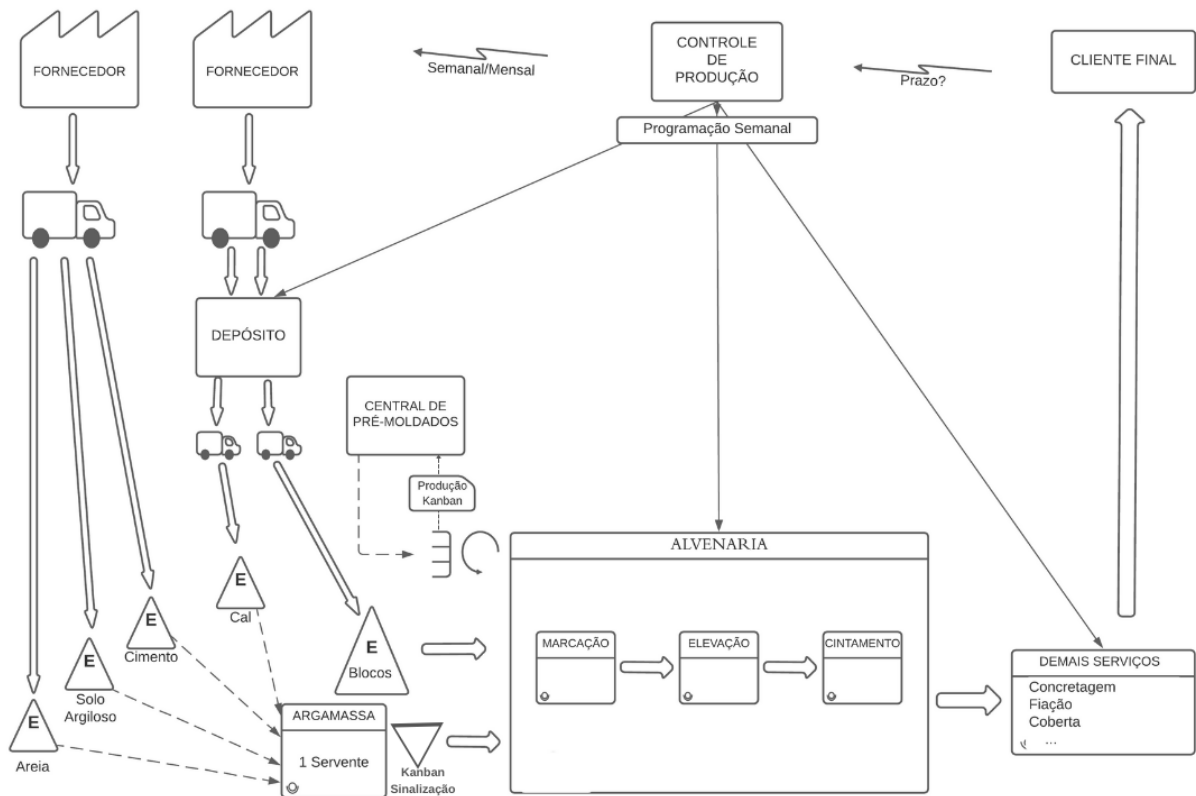 FORNECEDOR
FORNECEDOR
Semanal/Mensal
CONTROLE
DE
PRODUÇÃO
Prazo?
CLIENTE FINAL
Programação Semanal
DEPÓSITO
CENTRAL DE
PRÉ-MOLDADOS
Produção
Kanban
ALVENARIA
MARCAÇÃO
ELEVAÇÃO
CINTAMENTO
E
Cal
E
Cimento
E
Blocos
E
Solo
Argiloso
E
Areia
ARGAMASSA
1 Servente
Kanban
Sinalização
DEMAIS SERVIÇOS
Concretagem
Fiação
Coberta
...